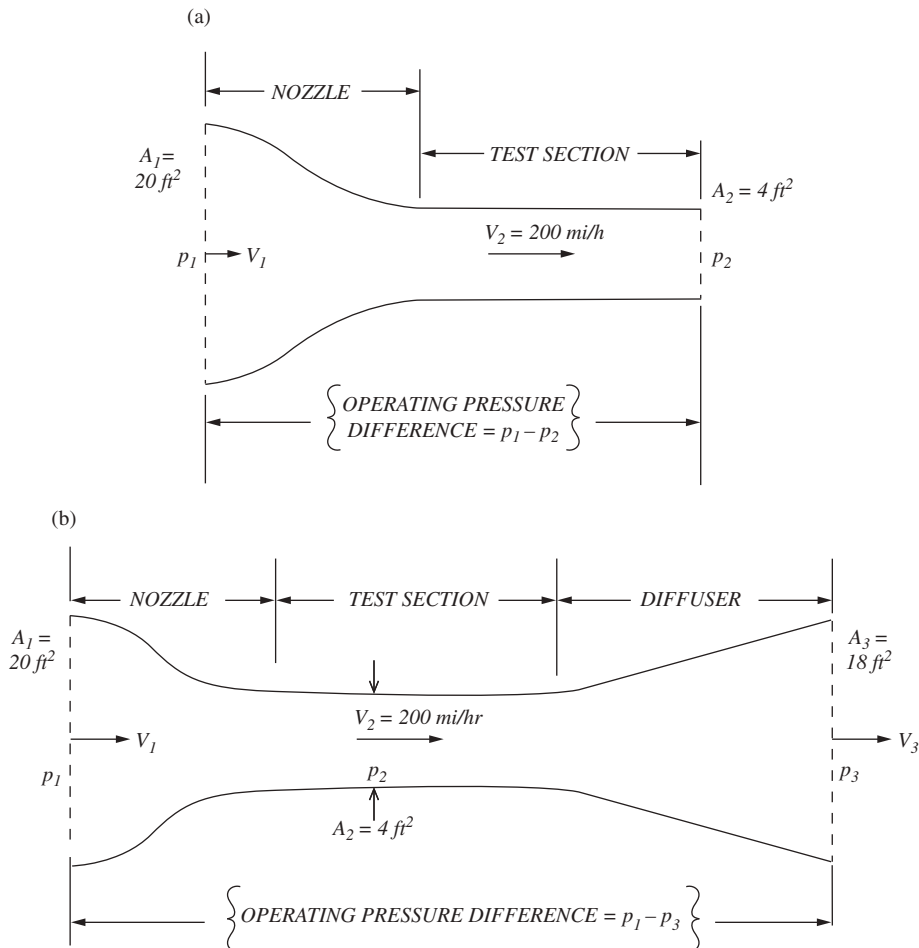 (a)
NOZZLE
A₁ =
20 ft²
TEST SECTION
A₂ = 4 ft²
V₂ = 200 mi/h
p₁
V₁
p₂
OPERATING PRESSURE
DIFFERENCE = p₁ – p₂
(b)
NOZZLE
TEST SECTION
DIFFUSER
A₁ =
20 ft²
A₃ =
18 ft²
V₂ = 200 mi/hr
V₁
V₃
p₁
p₂
p₃
A₂ = 4 ft²
OPERATING PRESSURE DIFFERENCE = p₁ – p₃